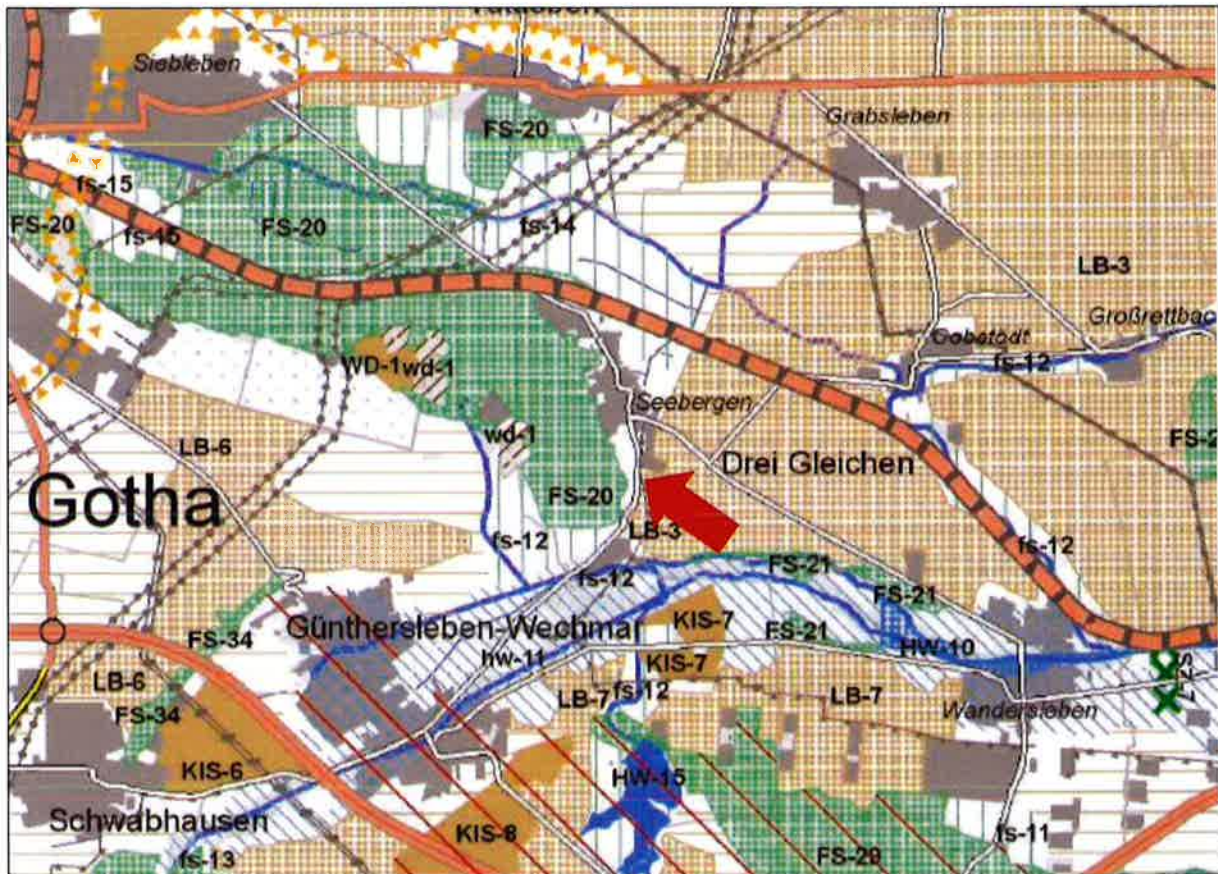 Siebleben
Grabsleben
FS-20
fs-15
FS-20
fs-15
FS-20
fs-14
LB-3
Großrettbac
Cobstädt
fs-12
WD-1
wd-1
Seebergen
wd-1
LB-6
Drei Gleichen
Gotha
FS-20
LB-3
fs-12
fs-12
fs-12
FS-21
FS-21
Günthersleben-Wechmar
KIS-7
FS-21
FS-34
hw-11
HW-10
KIS-7
LB-6
LB-7
fs-12
LB-7
FS-34
Wandersleben
KIS-6
HW-15
Schwabhausen
KIS-8
fs-11
fs-13